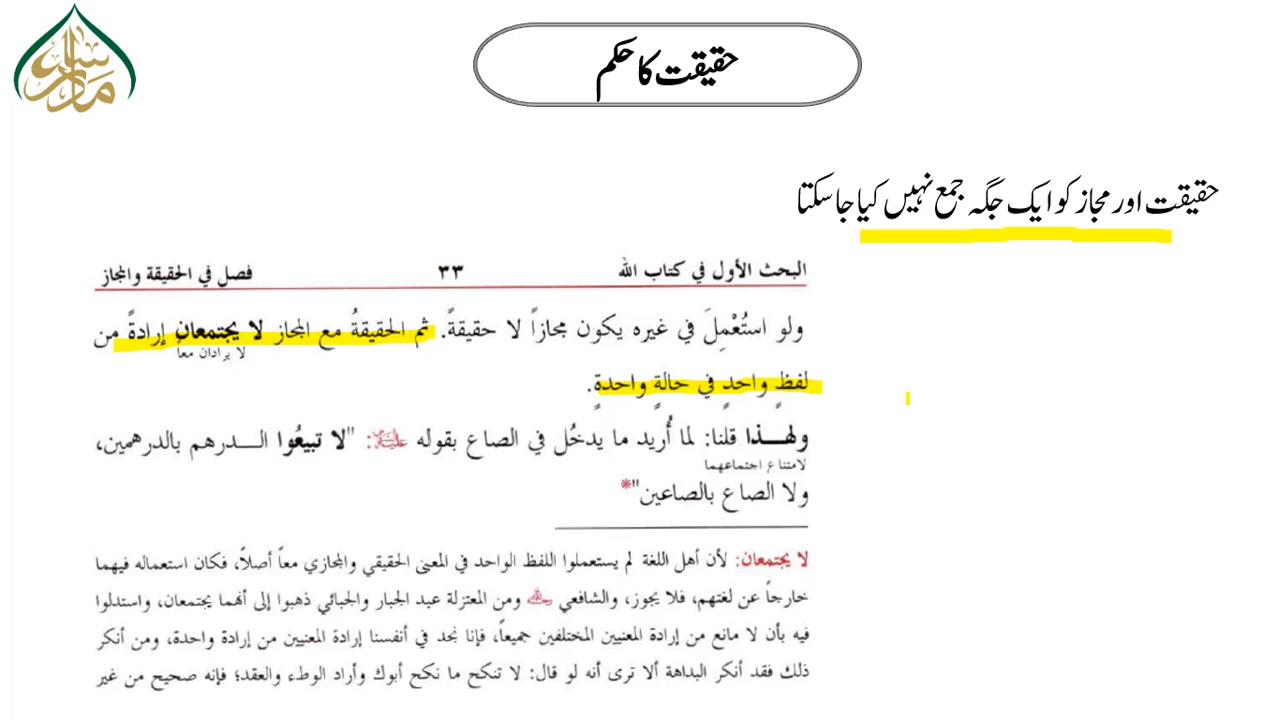 حقیقت کا حکم
حقیقت اور مجاز کو ایک جگہ جمع نہیں کیا جا سکتا
البحث الأول في كتاب الله ٣٣ فصل في الحقيقة والمجاز
ولو استُعْمِلَ في غيره يكون مجازاً لا حقيقةً. ثم الحقيقةُ مع المجاز لا يجتمعان إرادةً من
لا يرادان معاً
لفظٍ واحدٍ في حالةٍ واحدةٍ.
ولهـــذا قلنا: لما أُريد ما يدخُل في الصاع بقوله علیہ السلام: "لا تبيعُوا الـــدرهم بالدرهمين،
لامتناع اجتماعهما
ولا الصاع بالصاعين"*
لا يجتمعان: لأن أهل اللغة لم يستعملوا اللفظ الواحد في المعنى الحقيقي والمجازي معاً أصلاً، فكان استعماله فيهما
خارجاً عن لغتهم، فلا يجوز، والشافعي رحمه الله ومن المعتزلة عبد الجبار والجبائي ذهبوا إلى أنهما يجتمعان، واستدلوا
فيه بأن لا مانع من إرادة المعنيين المختلفين جميعاً، فإنا نجد في أنفسنا إرادة المعنيين من إرادة واحدة، ومن أنكر
ذلك فقد أنكر البداهة ألا ترى أنه لو قال: لا تنكح ما نكح أبوك وأراد الوطء والعقد؛ فإنه صحيح من غير